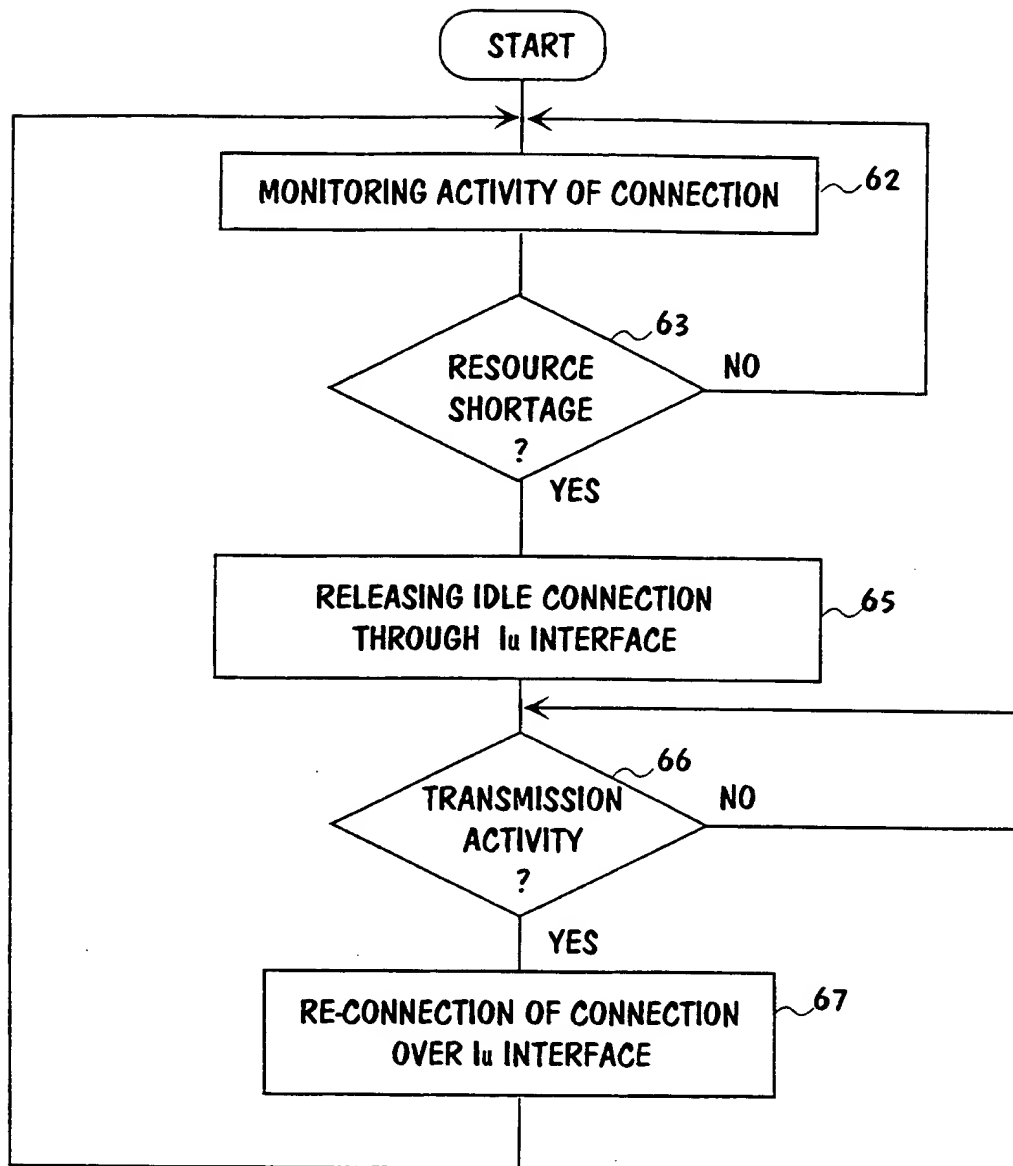 START
MONITORING ACTIVITY OF CONNECTION
62
63
RESOURCE
SHORTAGE
?
NO
YES
RELEASING IDLE CONNECTION
THROUGH Iu INTERFACE
65
66
TRANSMISSION
ACTIVITY
?
NO
YES
RE-CONNECTION OF CONNECTION
OVER Iu INTERFACE
67